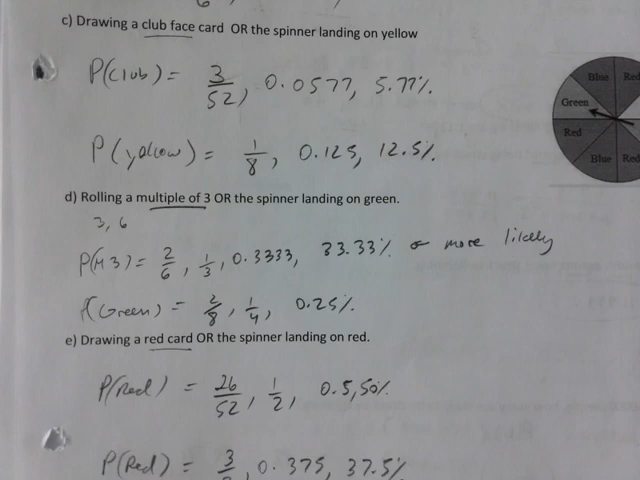 c) Drawing a club face card OR the spinner landing on yellow
P(club) = 3/52, 0.0577, 5.77%
P(yellow) = 1/8, 0.125, 12.5%
Blue Red
Green
Red
Blue Red
d) Rolling a multiple of 3 OR the spinner landing on green.
3, 6
P(M3) = 2/6, 1/3, 0.3333, 33.33% more likely
P(Green) = 2/8, 1/4, 0.25%
e) Drawing a red card OR the spinner landing on red.
P(Red) = 26/52, 1/2, 0.5, 50%
P(Red) = 3/8, 0.375, 37.5%